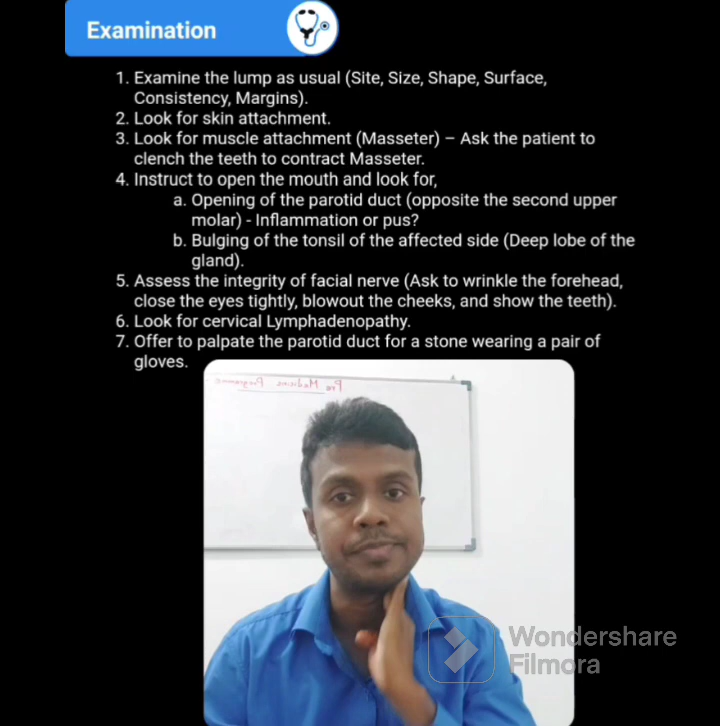 Examination
1. Examine the lump as usual (Site, Size, Shape, Surface,
Consistency, Margins).
2. Look for skin attachment.
3. Look for muscle attachment (Masseter) – Ask the patient to
clench the teeth to contract Masseter.
4. Instruct to open the mouth and look for,
a. Opening of the parotid duct (opposite the second upper
molar) - Inflammation or pus?
b. Bulging of the tonsil of the affected side (Deep lobe of the
gland).
5. Assess the integrity of facial nerve (Ask to wrinkle the forehead,
close the eyes tightly, blowout the cheeks, and show the teeth).
6. Look for cervical Lymphadenopathy.
7. Offer to palpate the parotid duct for a stone wearing a pair of
gloves.
Pro Medicine Programme
Wondershare
Filmora